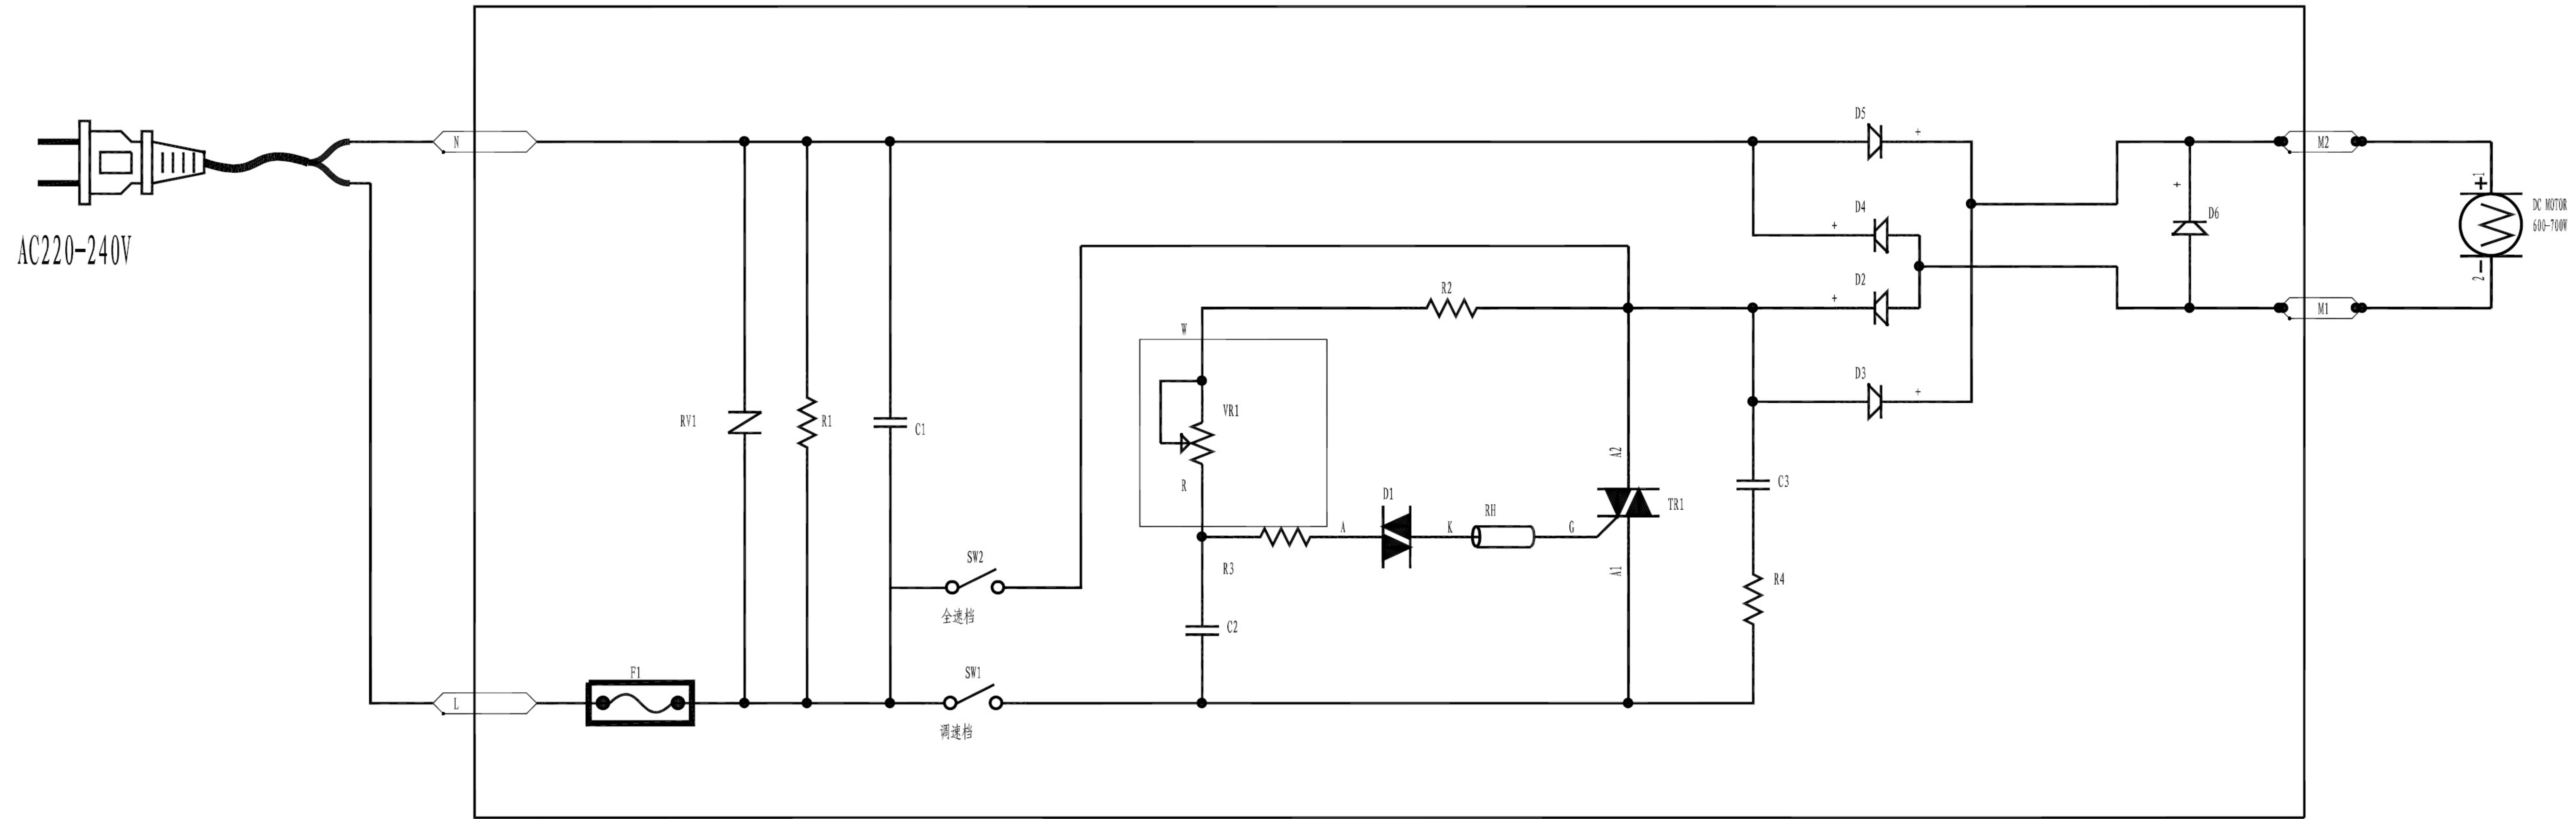 AC220-240V
N
L
F1
RV1
R1
C1
SW2
全速档
SW1
调速档
W
VR1
R
R2
R3
C2
A
D1
K
RH
G
A2
TR1
A1
C3
R4
D5
+
D4
+
D2
+
D3
+
+
D6
M2
M1
+
1
-
2
DC MOTOR
600-700W